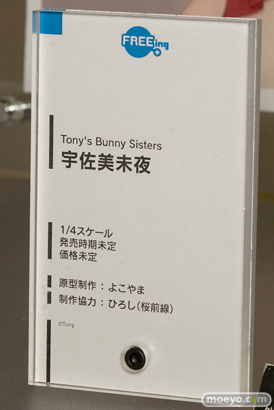 FREEing
Tony's Bunny Sisters
宇佐美未夜
1/4スケール
発売時期未定
価格未定
原型制作：よこやま
制作協力：ひろし（桜前線）
©Tony
moeyo.com